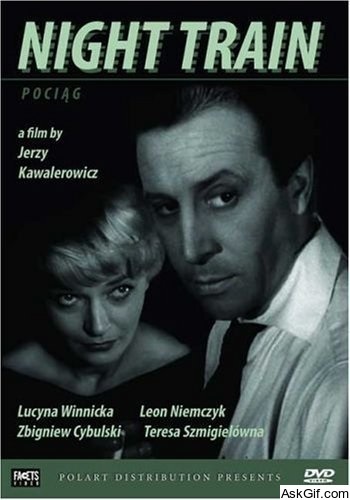 NIGHT TRAIN
POCIĄG
a film by
Jerzy
Kawalerowicz
Lucyna Winnicka Leon Niemczyk
Zbigniew Cybulski Teresa Szmigielówna
FACETS
VIDEO
POLART DISTRIBUTION PRESENTS
DVD
VIDEO
AskGif.com